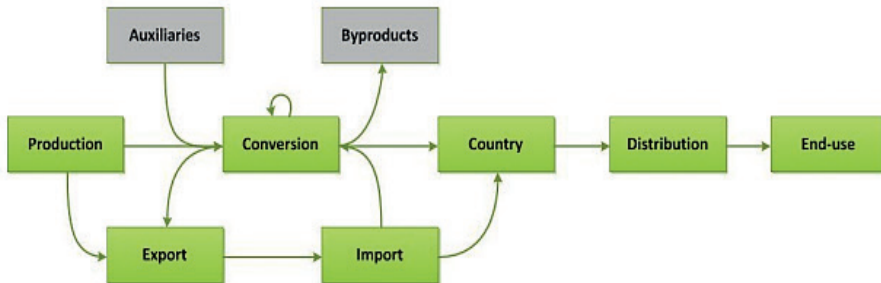 Auxiliaries
Byproducts
Production
Conversion
Country
Distribution
End-use
Export
Import